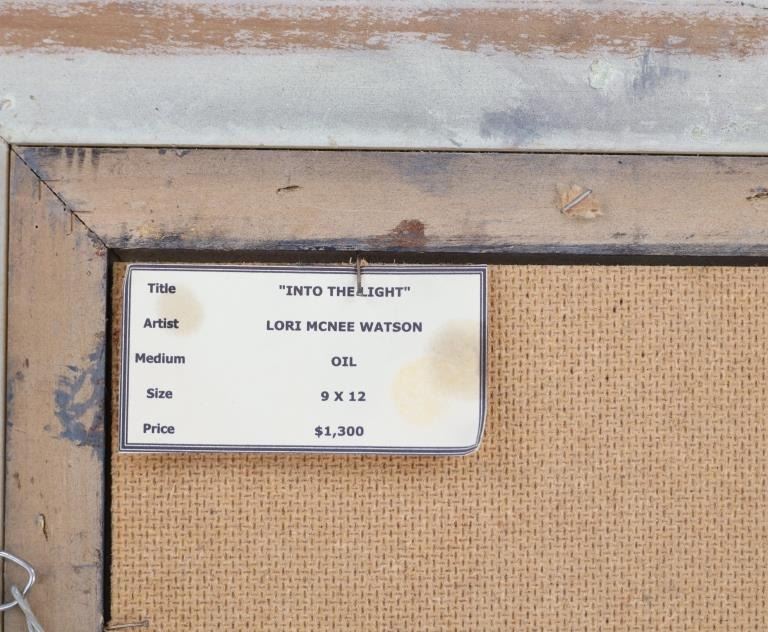 Title "INTO THE LIGHT"
Artist LORI MCNEE WATSON
Medium OIL
Size 9 X 12
Price $1,300